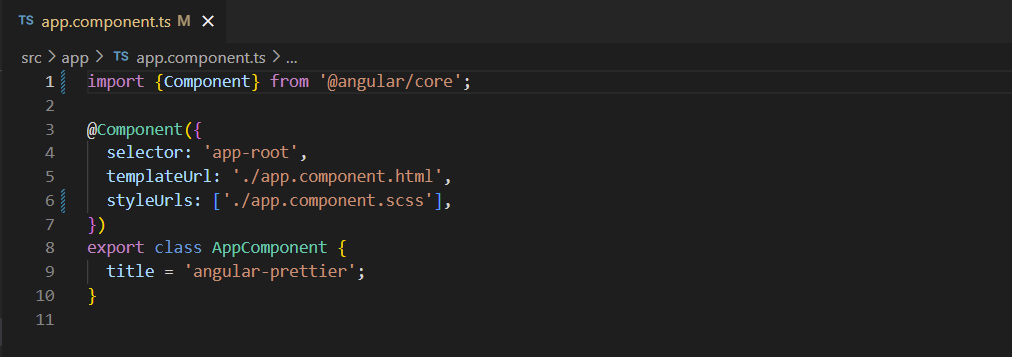 TS app.component.ts M ×
src > app > TS app.component.ts > ...
1 import {Component} from '@angular/core';
2
3 @Component({
4   selector: 'app-root',
5   templateUrl: './app.component.html',
6   styleUrls: ['./app.component.scss'],
7 })
8 export class AppComponent {
9   title = 'angular-prettier';
10 }
11